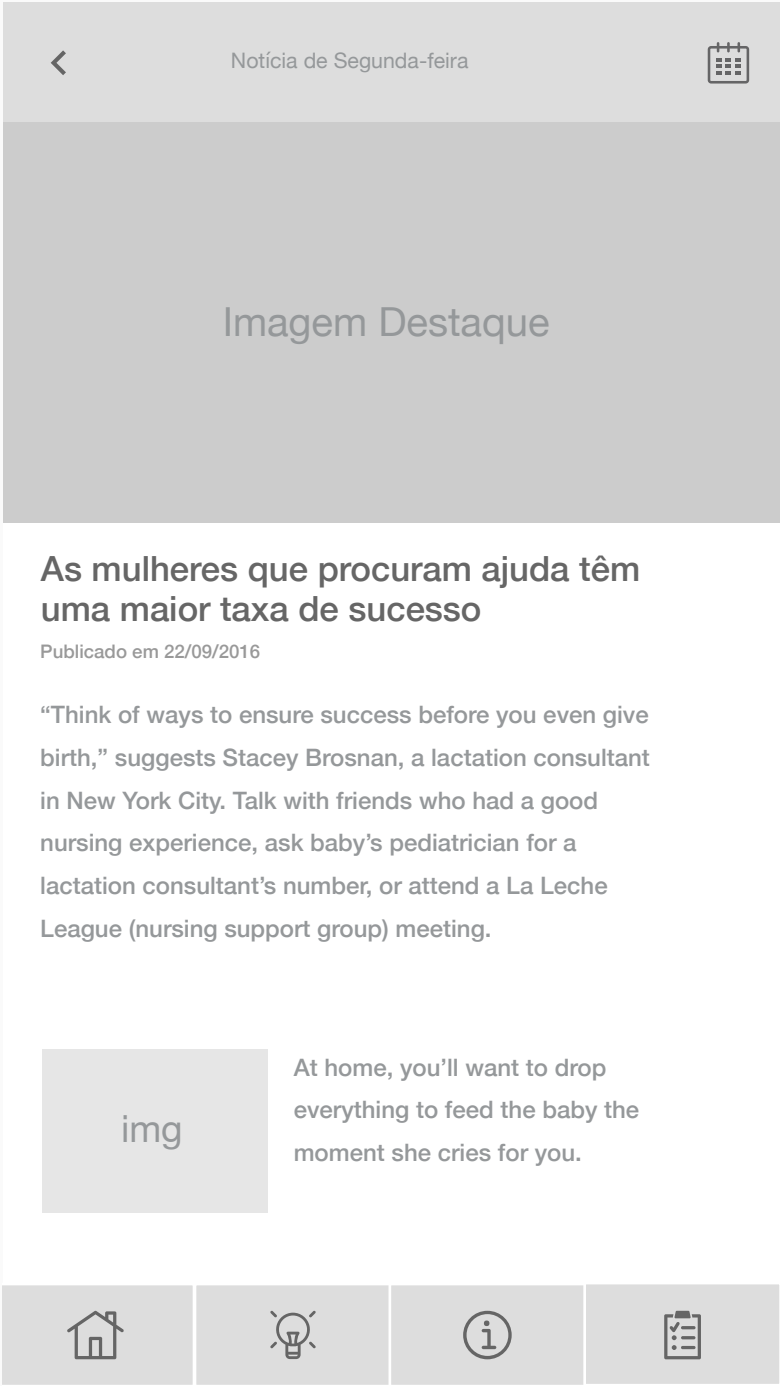 Notícia de Segunda-feira
Imagem Destaque
As mulheres que procuram ajuda têm
uma maior taxa de sucesso
Publicado em 22/09/2016
“Think of ways to ensure success before you even give
birth,” suggests Stacey Brosnan, a lactation consultant
in New York City. Talk with friends who had a good
nursing experience, ask baby’s pediatrician for a
lactation consultant’s number, or attend a La Leche
League (nursing support group) meeting.
img
At home, you’ll want to drop
everything to feed the baby the
moment she cries for you.